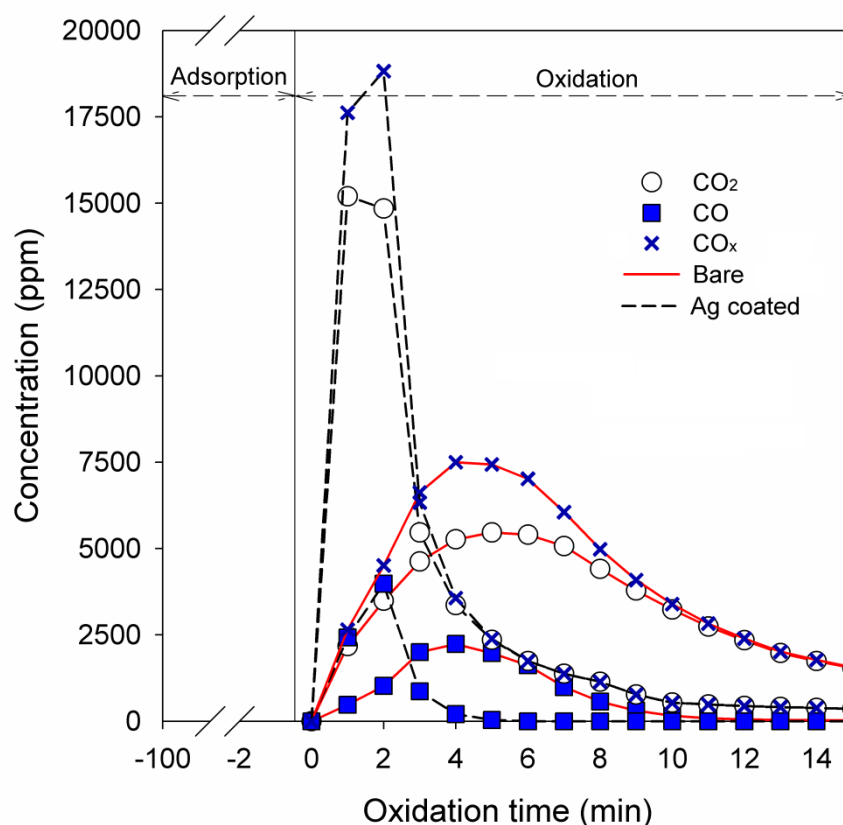 20000
17500
15000
12500
10000
7500
5000
2500
0
Concentration (ppm)
Adsorption
Oxidation
CO₂
CO
COₓ
Bare
Ag coated
-100 -2 0 2 4 6 8 10 12 14
Oxidation time (min)